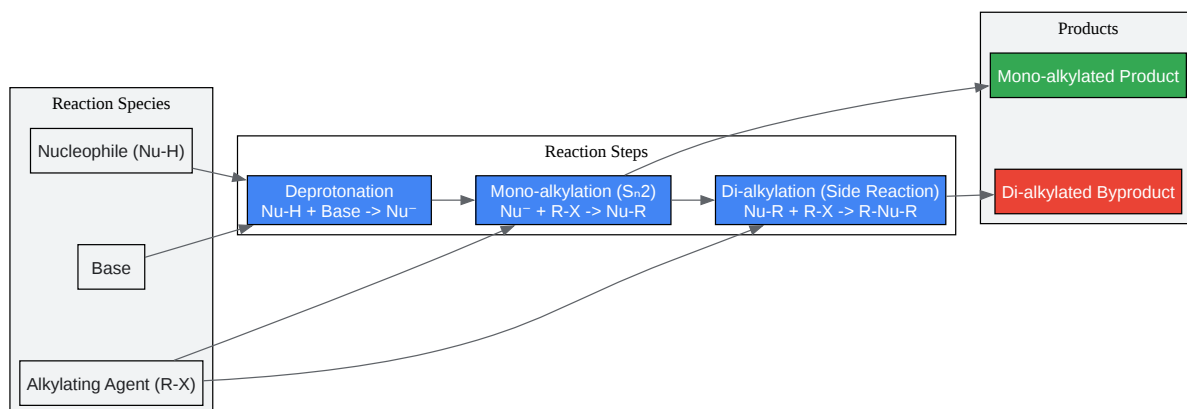 Reaction Species
Nucleophile (Nu-H)
Base
Alkylating Agent (R-X)
Reaction Steps
Deprotonation
Nu-H + Base -> Nu⁻
Mono-alkylation (Sₙ2)
Nu⁻ + R-X -> Nu-R
Di-alkylation (Side Reaction)
Nu-R + R-X -> R-Nu-R
Products
Mono-alkylated Product
Di-alkylated Byproduct